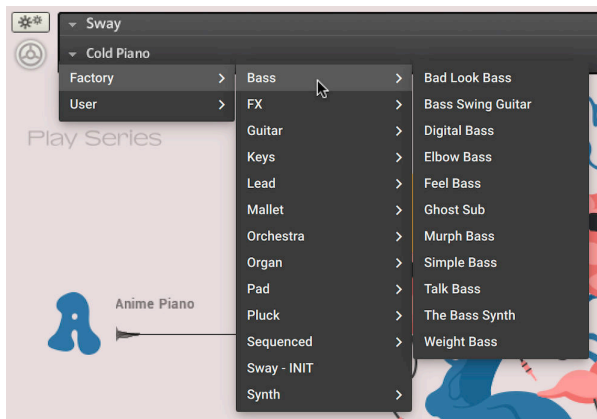 Sway
Cold Piano
Factory
User
Bass
FX
Guitar
Keys
Lead
Mallet
Orchestra
Organ
Pad
Pluck
Sequenced
Sway - INIT
Synth
Bad Look Bass
Bass Swing Guitar
Digital Bass
Elbow Bass
Feel Bass
Ghost Sub
Murph Bass
Simple Bass
Talk Bass
The Bass Synth
Weight Bass
Play Series
A
Anime Piano